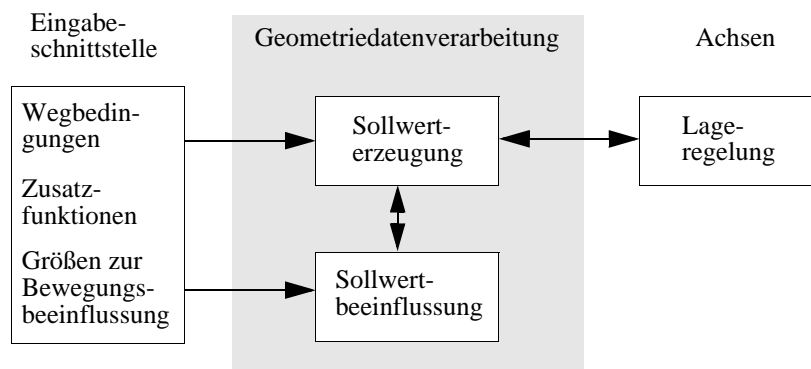 Eingabe-
schnittstelle
Geometriedatenverarbeitung
Achsen
Wegbedin-
gungen
Zusatz-
funktionen
Größen zur
Bewegungs-
beeinflussung
Sollwert-
erzeugung
Sollwert-
beeinflussung
Lage-
regelung